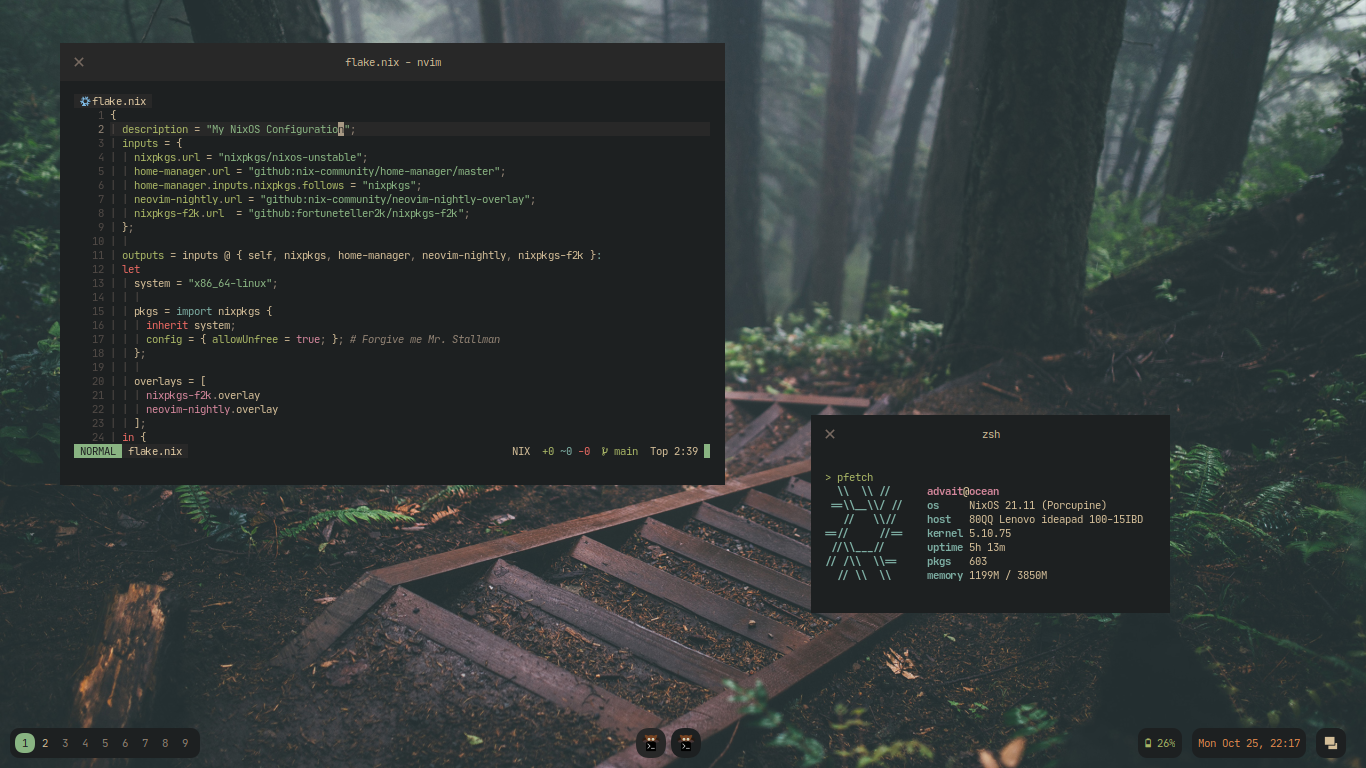 flake.nix - nvim
flake.nix
1 {
2 description = "My NixOS Configuration";
3 inputs = {
4 nixpkgs.url = "nixpkgs/nixos-unstable";
5 home-manager.url = "github:nix-community/home-manager/master";
6 home-manager.inputs.nixpkgs.follows = "nixpkgs";
7 neovim-nightly.url = "github:nix-community/neovim-nightly-overlay";
8 nixpkgs-f2k.url  = "github:fortuneteller2k/nixpkgs-f2k";
9 };
10
11 outputs = inputs @ { self, nixpkgs, home-manager, neovim-nightly, nixpkgs-f2k }:
12 let
13 system = "x86_64-linux";
14
15 pkgs = import nixpkgs {
16 inherit system;
17 config = { allowUnfree = true; }; # Forgive me Mr. Stallman
18 };
19
20 overlays = [
21 nixpkgs-f2k.overlay
22 neovim-nightly.overlay
23 ];
24 in {
NORMAL flake.nix NIX +0 ~0 -0 main Top 2:39
zsh
> pfetch
  \\  \\ //     advait@ocean
 ==\\__\\/ //   os NixOS 21.11 (Porcupine)
   //   \\//    host 80QQ Lenovo ideapad 100-15IBD
==//     //==   kernel 5.10.75
 //\\___//      uptime 5h 13m
// /\\  \\==    pkgs 603
  // \\  \\     memory 1199M / 3850M
1 2 3 4 5 6 7 8 9
26%
Mon Oct 25, 22:17